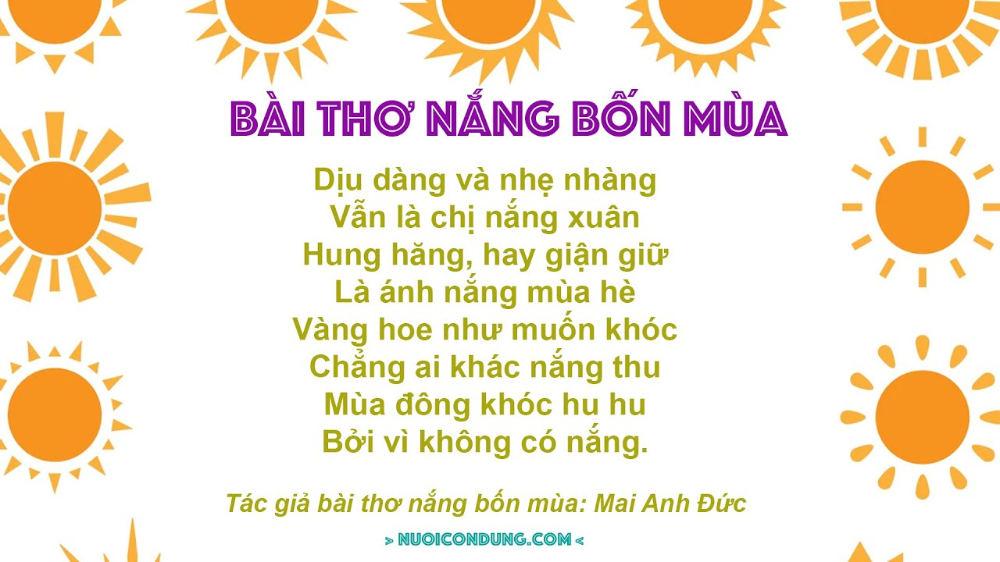 BÀI THƠ NẮNG BỐN MÙA
Dịu dàng và nhẹ nhàng
Vẫn là chị nắng xuân
Hung hăng, hay giận giữ
Là ánh nắng mùa hè
Vàng hoe như muốn khóc
Chẳng ai khác nắng thu
Mùa đông khóc hu hu
Bởi vì không có nắng.
Tác giả bài thơ nắng bốn mùa: Mai Anh Đức
> NUOICONDUNG.COM <